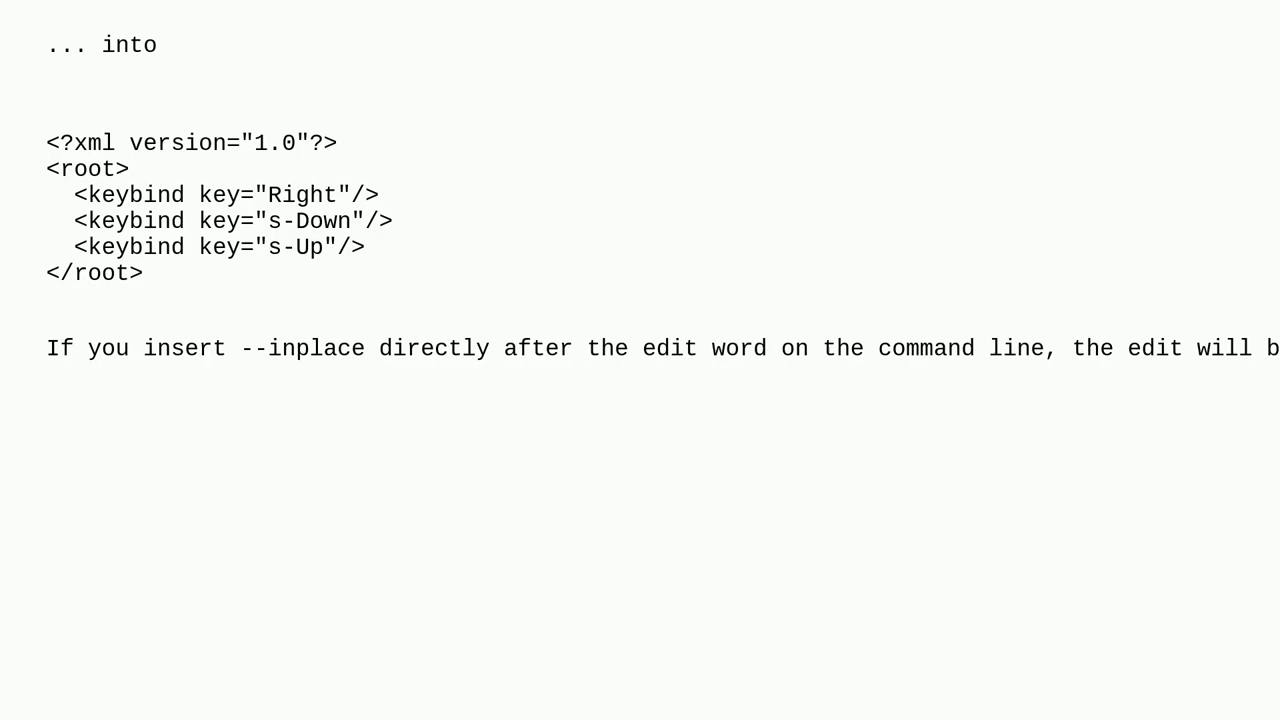 ... into
<?xml version="1.0"?>
<root>
  <keybind key="Right"/>
  <keybind key="s-Down"/>
  <keybind key="s-Up"/>
</root>
If you insert --inplace directly after the edit word on the command line, the edit will b